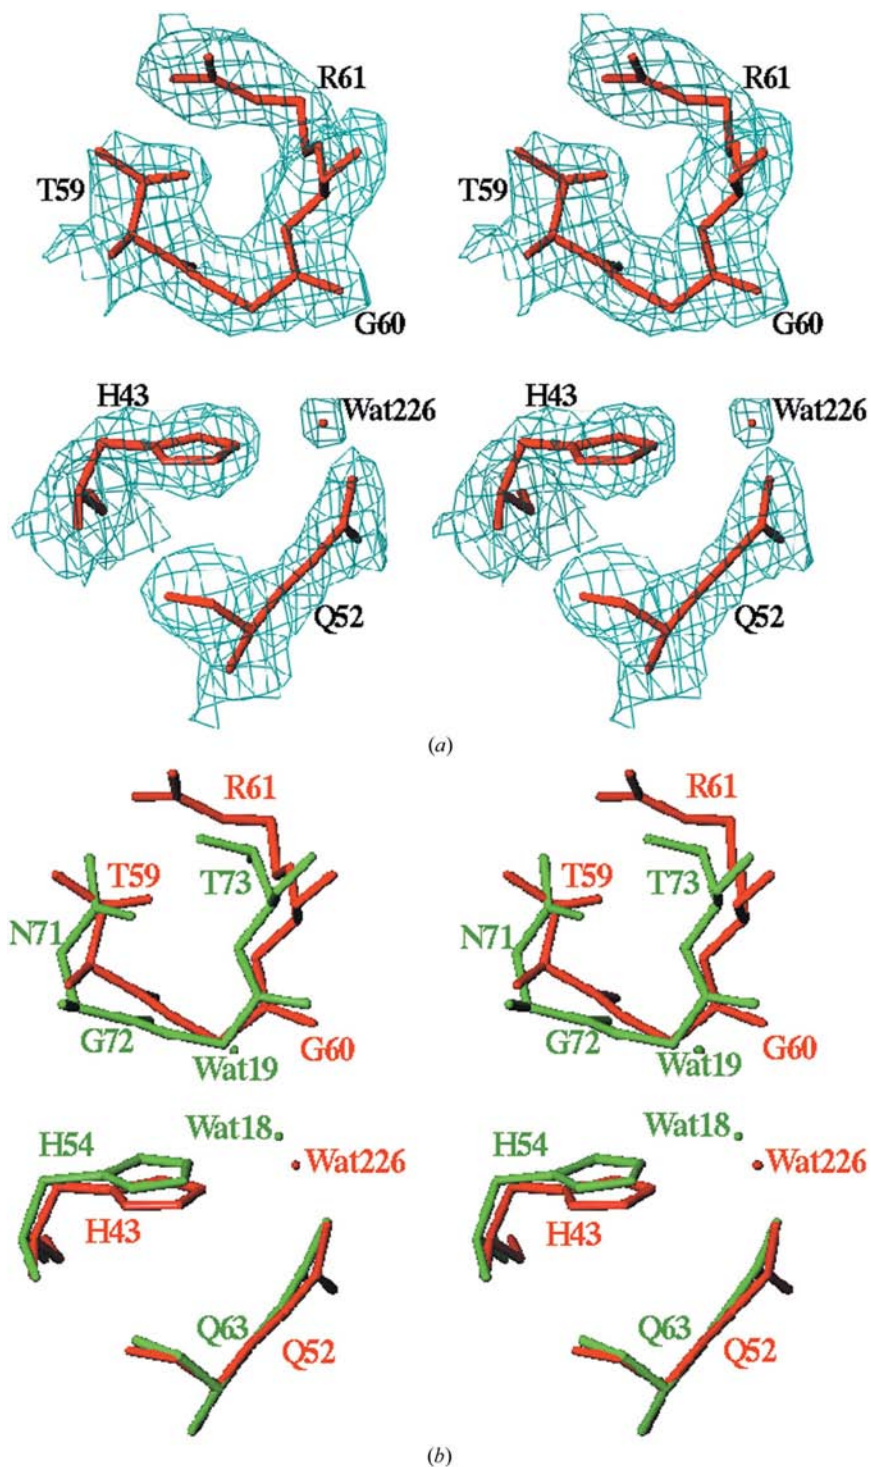 R61 R61
T59 T59
G60 G60
H43 H43
Wat226 Wat226
Q52 Q52
(a)
R61 R61
T59 T73 T59 T73
N71 N71
G72 G60 G72 G60
Wat19 Wat19
Wat18 Wat18
H54 Wat226 H54 Wat226
H43 H43
Q63 Q52 Q63 Q52
(b)